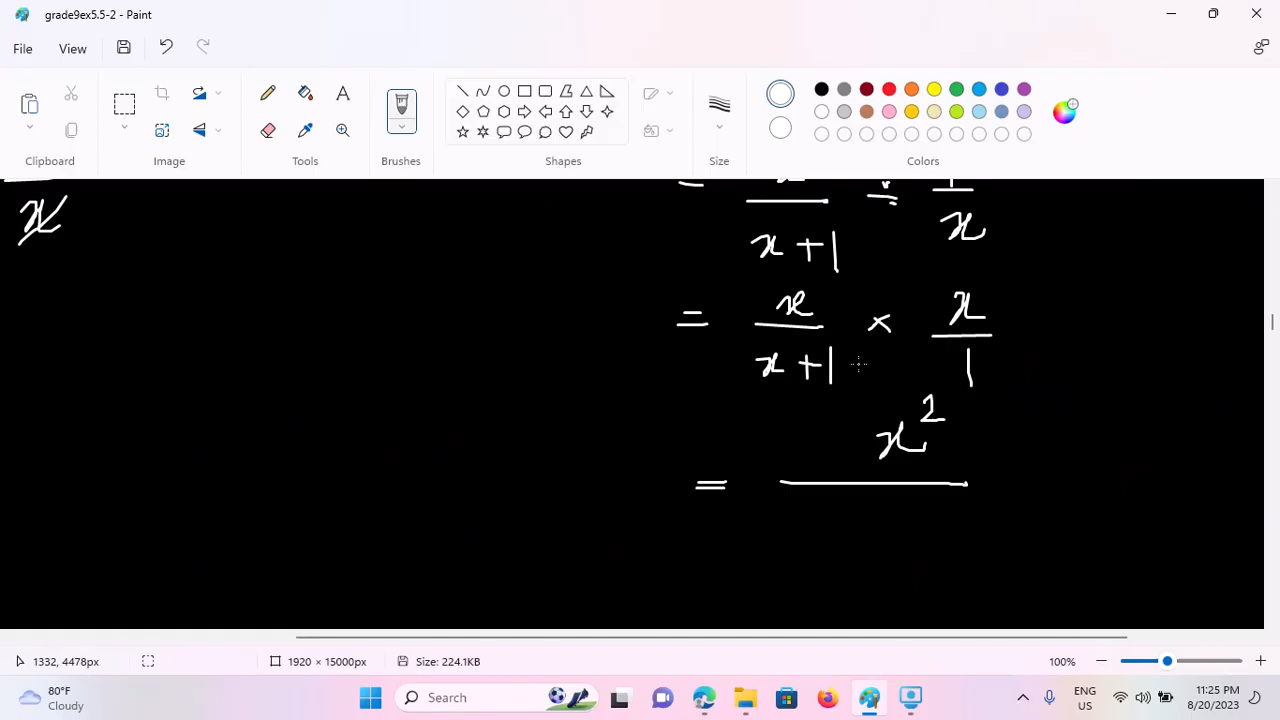 grade9ex5.5-2 - Paint
File View
Clipboard Image Tools Brushes Shapes Size Colors
x
= x/(x+1) ÷ 1/x
= x/(x+1) × x/1
= x²
1332, 4478px 1920 × 15000px Size: 224.1KB 100%
80°F
Cloudy
Search
ENG
US
11:25 PM
8/20/2023